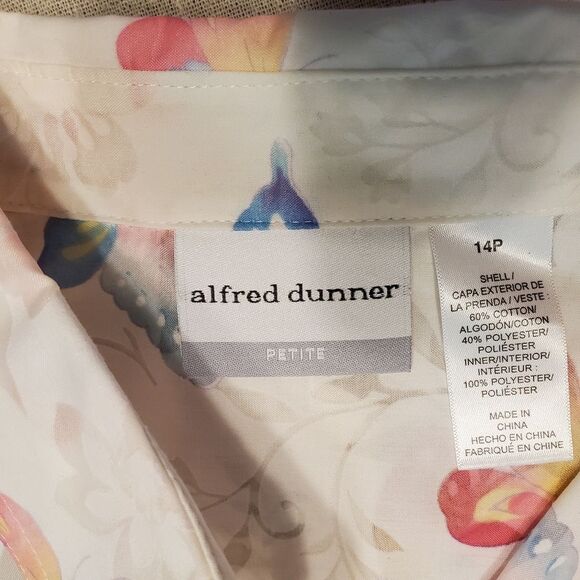 alfred dunner
PETITE
14P
SHELL/
CAPA EXTERIOR DE
LA PRENDA / VESTE :
60% COTTON/
ALGODÓN/COTON
40% POLYESTER/
POLIÉSTER
INNER/INTERIOR/
INTÉRIEUR :
100% POLYESTER/
POLIÉSTER
MADE IN
CHINA
HECHO EN CHINA
FABRIQUÉ EN CHINE